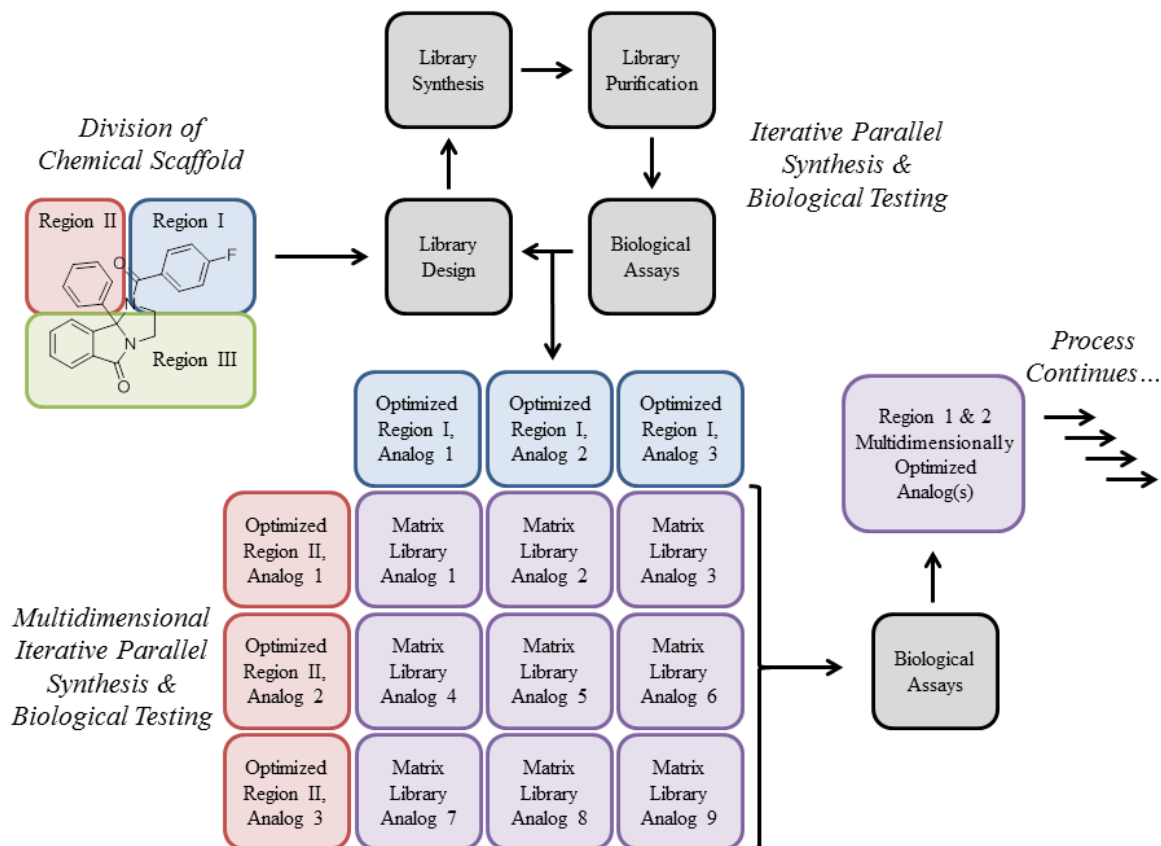 Library
Synthesis
Library
Purification
Division of
Chemical Scaffold
Iterative Parallel
Synthesis &
Biological Testing
Region II
Region I
O
F
N
N
O
Region III
Library
Design
Biological
Assays
Process
Continues…
Optimized
Region I,
Analog 1
Optimized
Region I,
Analog 2
Optimized
Region I,
Analog 3
Region 1 & 2
Multidimensionally
Optimized
Analog(s)
Optimized
Region II,
Analog 1
Matrix
Library
Analog 1
Matrix
Library
Analog 2
Matrix
Library
Analog 3
Multidimensional
Iterative Parallel
Synthesis &
Biological Testing
Optimized
Region II,
Analog 2
Matrix
Library
Analog 4
Matrix
Library
Analog 5
Matrix
Library
Analog 6
Biological
Assays
Optimized
Region II,
Analog 3
Matrix
Library
Analog 7
Matrix
Library
Analog 8
Matrix
Library
Analog 9